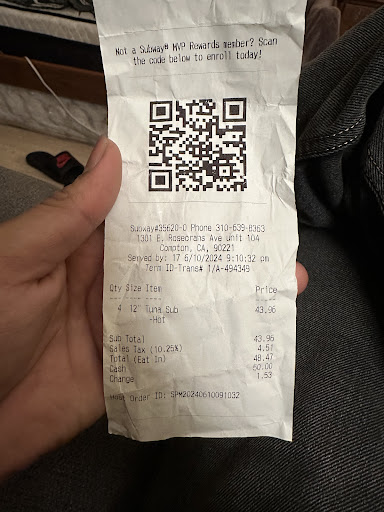 Not a Subway® MVP Rewards member? Scan
the code below to enroll today!
Subway#35620-0 Phone 310-639-8363
1301 E. Rosecrans Ave Unit 104
Compton, CA, 90221
Served by: 17 6/10/2024 9:10:32 pm
Term ID-Trans# 1/A-494349
Qty Size Item Price
4 12" Tuna Sub 43.96
-Hot
Sub Total 43.96
Sales Tax (10.25%) 4.51
Total (Eat In) 48.47
Cash 50.00
Change 1.53
Order ID: SPM20240610091032